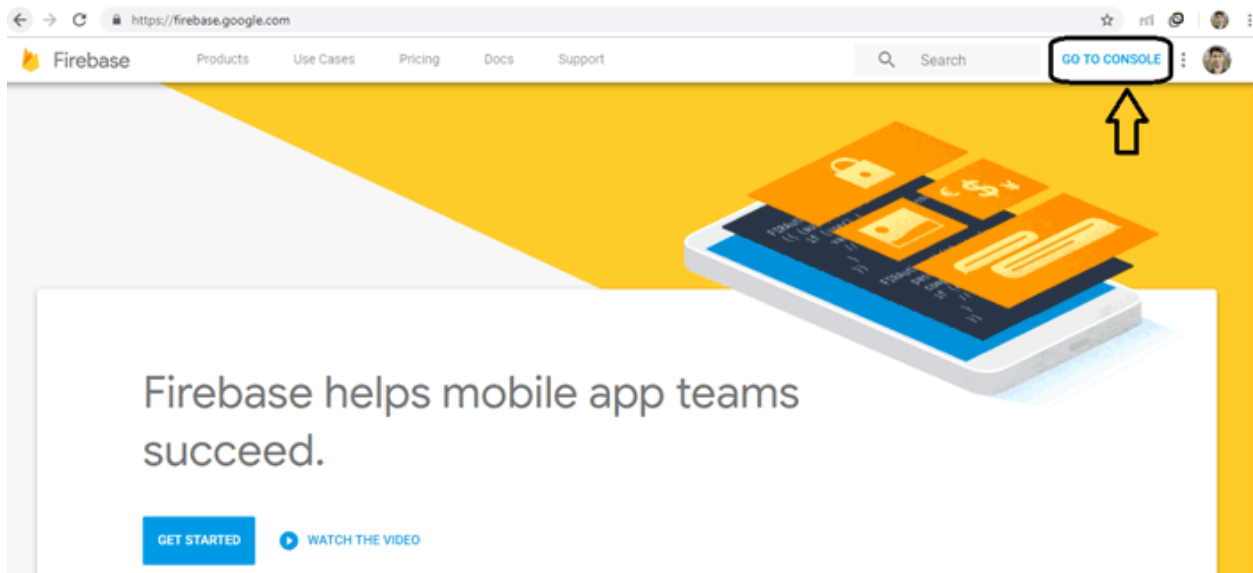 https://firebase.google.com
Firebase Products Use Cases Pricing Docs Support Search GO TO CONSOLE
Firebase helps mobile app teams
succeed.
GET STARTED WATCH THE VIDEO